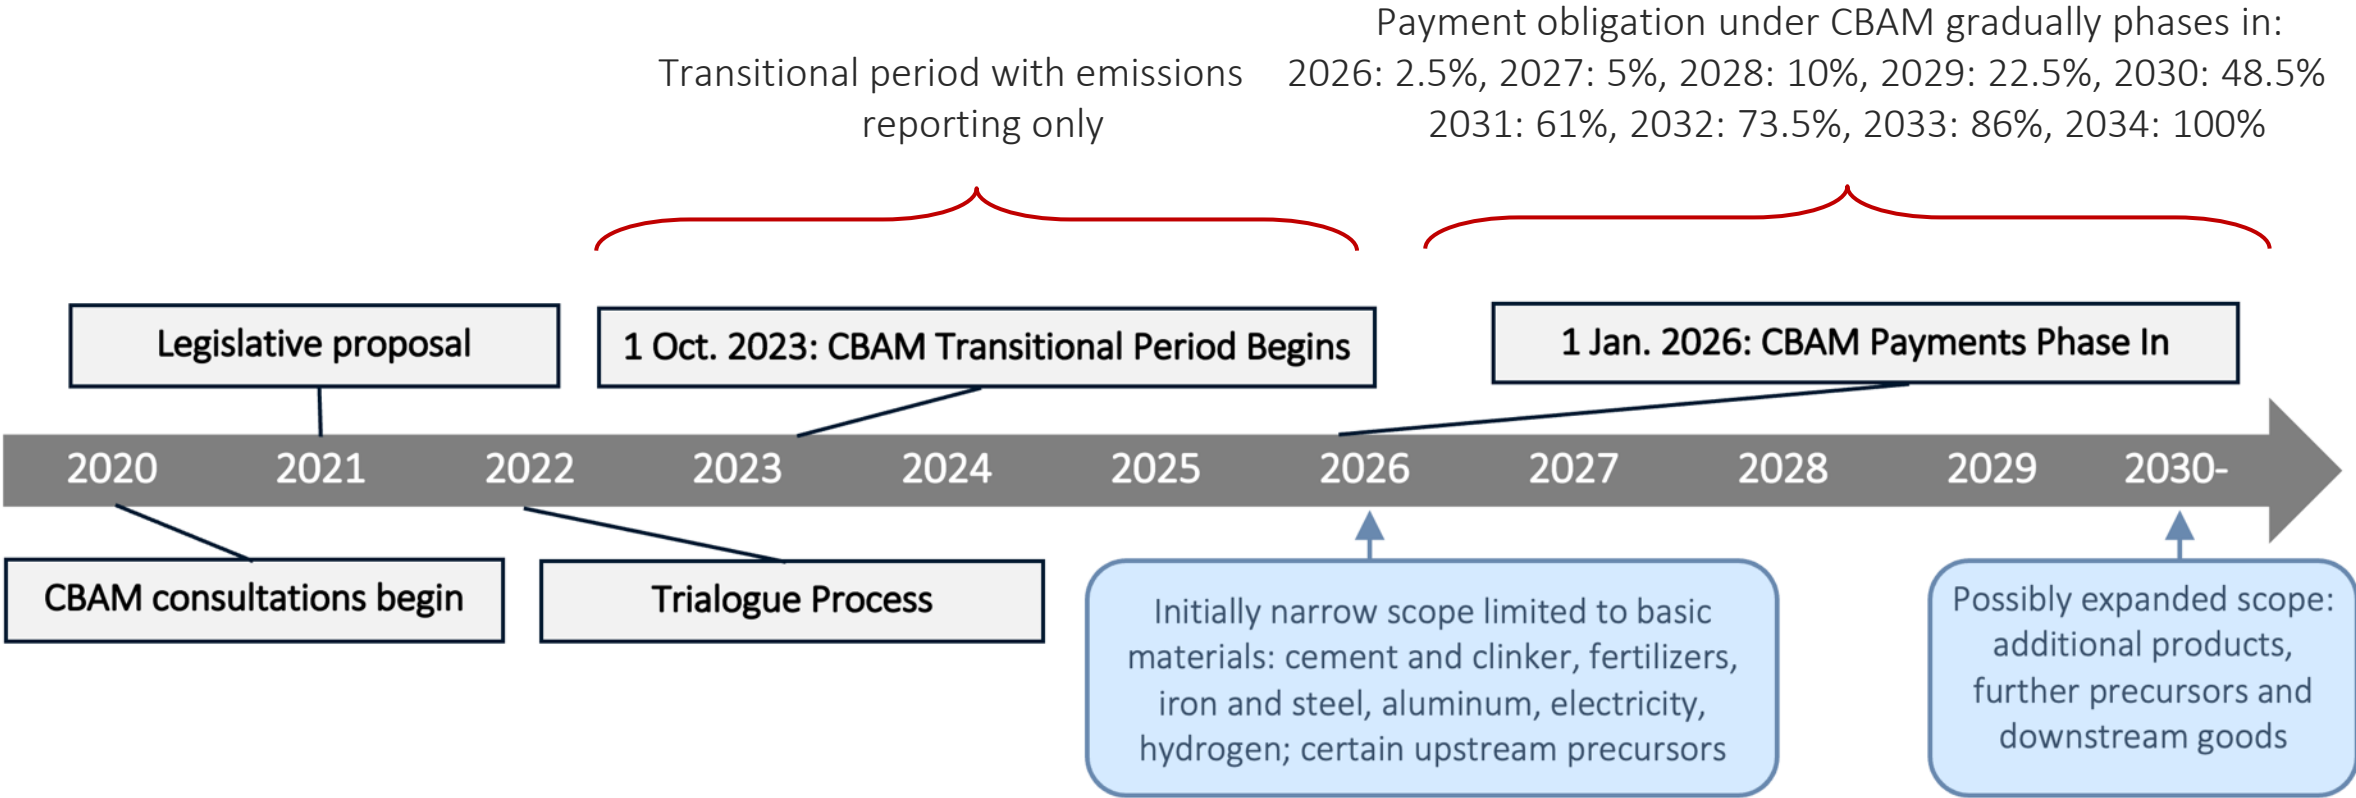 Payment obligation under CBAM gradually phases in:
Transitional period with emissions
reporting only
2026: 2.5%, 2027: 5%, 2028: 10%, 2029: 22.5%, 2030: 48.5%
2031: 61%, 2032: 73.5%, 2033: 86%, 2034: 100%
Legislative proposal
1 Oct. 2023: CBAM Transitional Period Begins
1 Jan. 2026: CBAM Payments Phase In
2020 2021 2022 2023 2024 2025 2026 2027 2028 2029 2030-
CBAM consultations begin
Trialogue Process
Initially narrow scope limited to basic
materials: cement and clinker, fertilizers,
iron and steel, aluminum, electricity,
hydrogen; certain upstream precursors
Possibly expanded scope:
additional products,
further precursors and
downstream goods